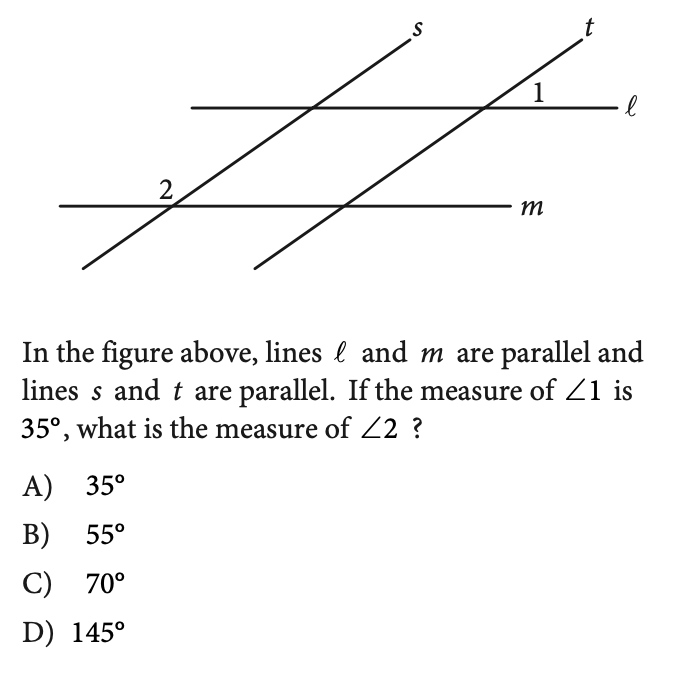 s
t
1
ℓ
2
m
In the figure above, lines ℓ and m are parallel and
lines s and t are parallel. If the measure of ∠1 is
35°, what is the measure of ∠2 ?
A) 35°
B) 55°
C) 70°
D) 145°